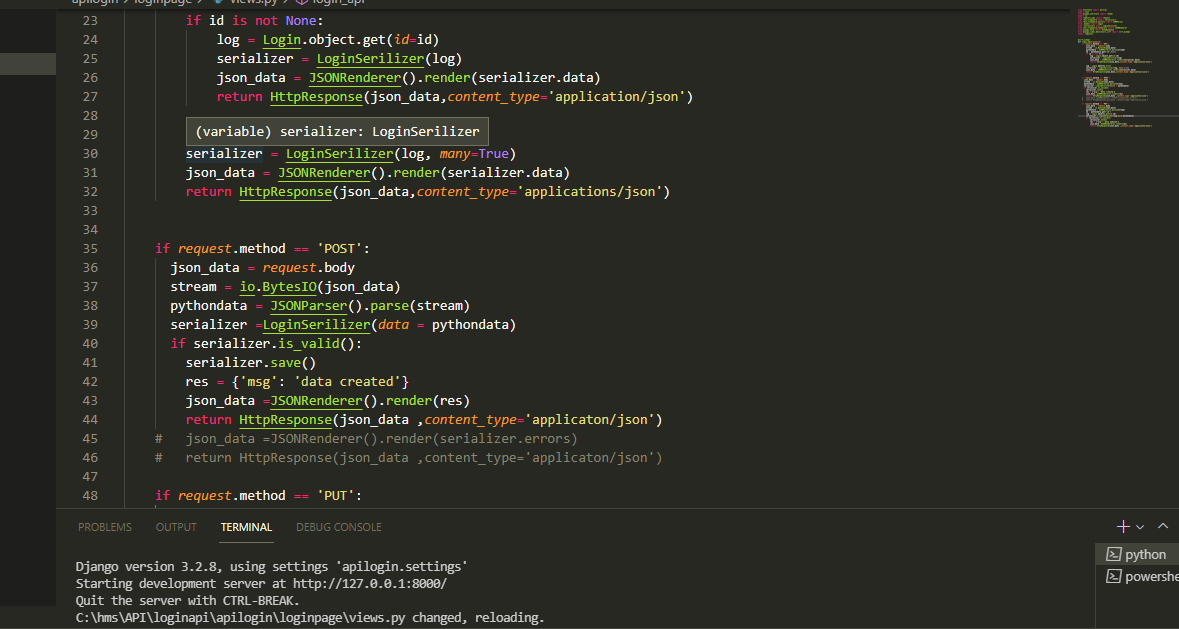 apilogin > loginpage > views.py > login_api
23 if id is not None:
24 log = Login.object.get(id=id)
25 serializer = LoginSerilizer(log)
26 json_data = JSONRenderer().render(serializer.data)
27 return HttpResponse(json_data,content_type='application/json')
28
29 (variable) serializer: LoginSerilizer
30 serializer = LoginSerilizer(log, many=True)
31 json_data = JSONRenderer().render(serializer.data)
32 return HttpResponse(json_data,content_type='applications/json')
33
34
35 if request.method == 'POST':
36 json_data = request.body
37 stream = io.BytesIO(json_data)
38 pythondata = JSONParser().parse(stream)
39 serializer =LoginSerilizer(data = pythondata)
40 if serializer.is_valid():
41 serializer.save()
42 res = {'msg': 'data created'}
43 json_data =JSONRenderer().render(res)
44 return HttpResponse(json_data ,content_type='applicaton/json')
45 # json_data =JSONRenderer().render(serializer.errors)
46 # return HttpResponse(json_data ,content_type='applicaton/json')
47
48 if request.method == 'PUT':
PROBLEMS OUTPUT TERMINAL DEBUG CONSOLE
Django version 3.2.8, using settings 'apilogin.settings'
Starting development server at http://127.0.0.1:8000/
Quit the server with CTRL-BREAK.
C:\hms\API\loginapi\apilogin\loginpage\views.py changed, reloading.
python
powershe